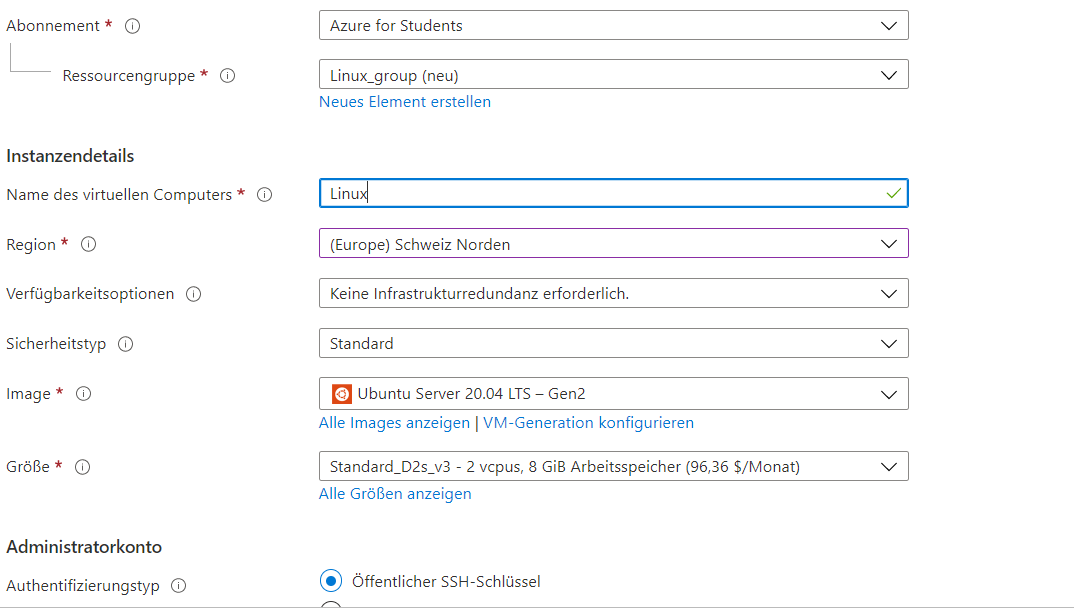 Abonnement *
Azure for Students
Ressourcengruppe *
Linux_group (neu)
Neues Element erstellen
Instanzendetails
Name des virtuellen Computers *
Linux
Region *
(Europe) Schweiz Norden
Verfügbarkeitsoptionen
Keine Infrastrukturredundanz erforderlich.
Sicherheitstyp
Standard
Image *
Ubuntu Server 20.04 LTS – Gen2
Alle Images anzeigen | VM-Generation konfigurieren
Größe *
Standard_D2s_v3 - 2 vcpus, 8 GiB Arbeitsspeicher (96,36 $/Monat)
Alle Größen anzeigen
Administratorkonto
Authentifizierungstyp
Öffentlicher SSH-Schlüssel